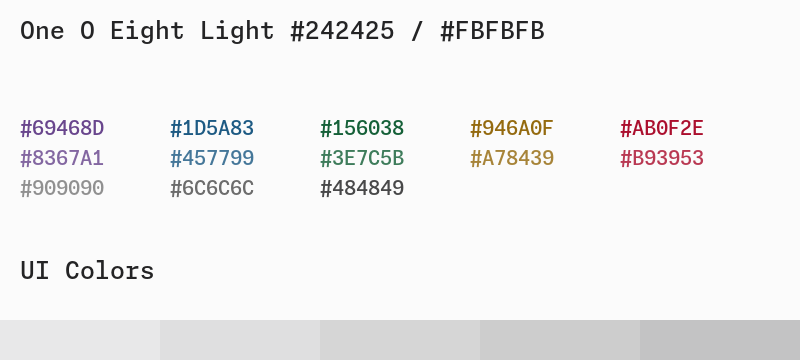 One O Eight Light #242425 / #FBFBFB
#69468D #1D5A83 #156038 #946A0F #AB0F2E
#8367A1 #457799 #3E7C5B #A78439 #B93953
#909090 #6C6C6C #484849
UI Colors